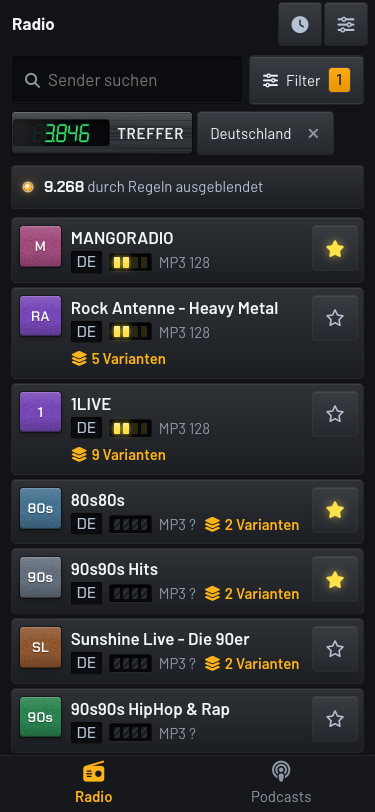 Radio
Sender suchen
Filter 1
3.846 TREFFER
Deutschland ✕
9.268 durch Regeln ausgeblendet
M
MANGORADIO
DE MP3 128
RA
Rock Antenne - Heavy Metal
DE MP3 128
5 Varianten
1
1LIVE
DE MP3 128
9 Varianten
80s
80s80s
DE MP3 ? 2 Varianten
90s
90s90s Hits
DE MP3 ? 2 Varianten
SL
Sunshine Live - Die 90er
DE MP3 ? 2 Varianten
90s
90s90s HipHop & Rap
DE MP3 ?
Radio
Podcasts